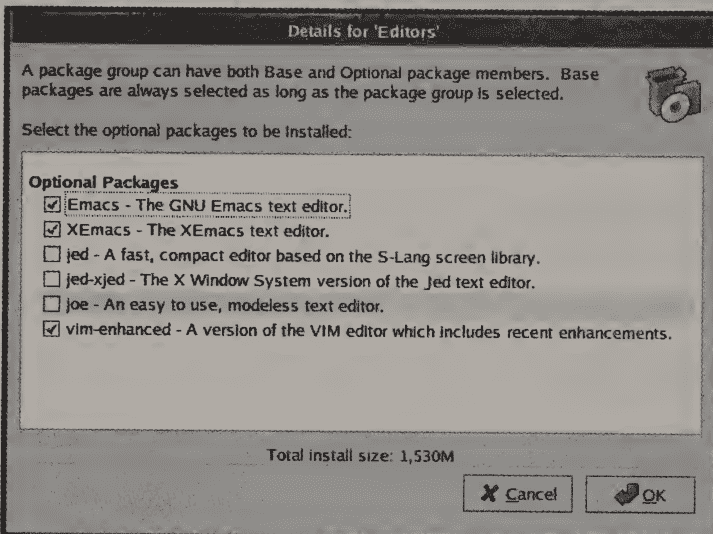 Details for 'Editors'
A package group can have both Base and Optional package members. Base
packages are always selected as long as the package group is selected.
Select the optional packages to be installed:
Optional Packages
Emacs - The GNU Emacs text editor.
XEmacs - The XEmacs text editor.
jed - A fast, compact editor based on the S-Lang screen library.
jed-xjed - The X Window System version of the Jed text editor.
joe - An easy to use, modeless text editor.
vim-enhanced - A version of the VIM editor which includes recent enhancements.
Total install size: 1,530M
Cancel
OK